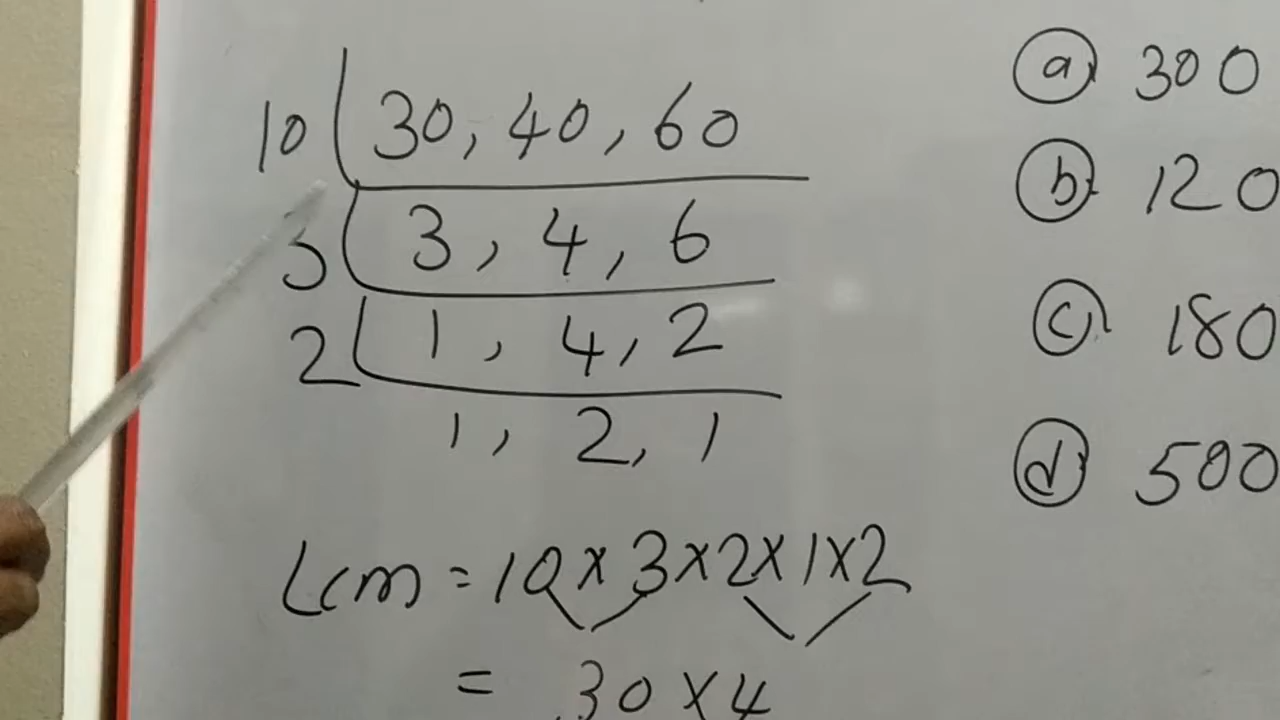 10 30, 40, 60
3 3, 4, 6
2 1, 4, 2
1, 2, 1
Lcm = 10 x 3 x 2 x 1 x 2
= 30 x 4
a 300
b 120
c 180
d 500